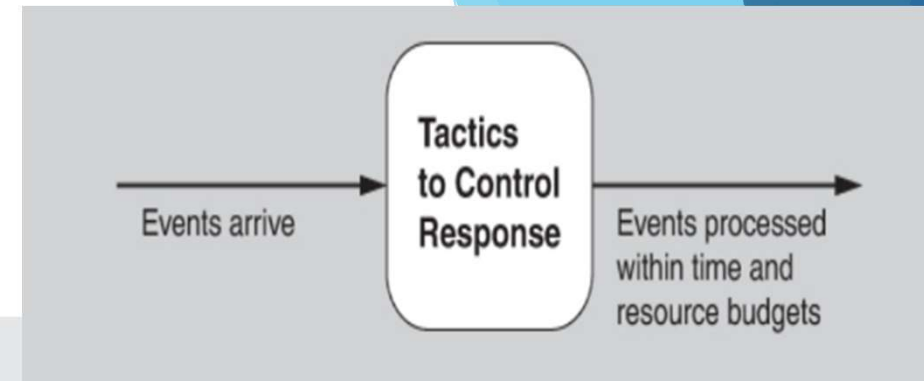 Tactics
to Control
Response
Events arrive
Events processed
within time and
resource budgets